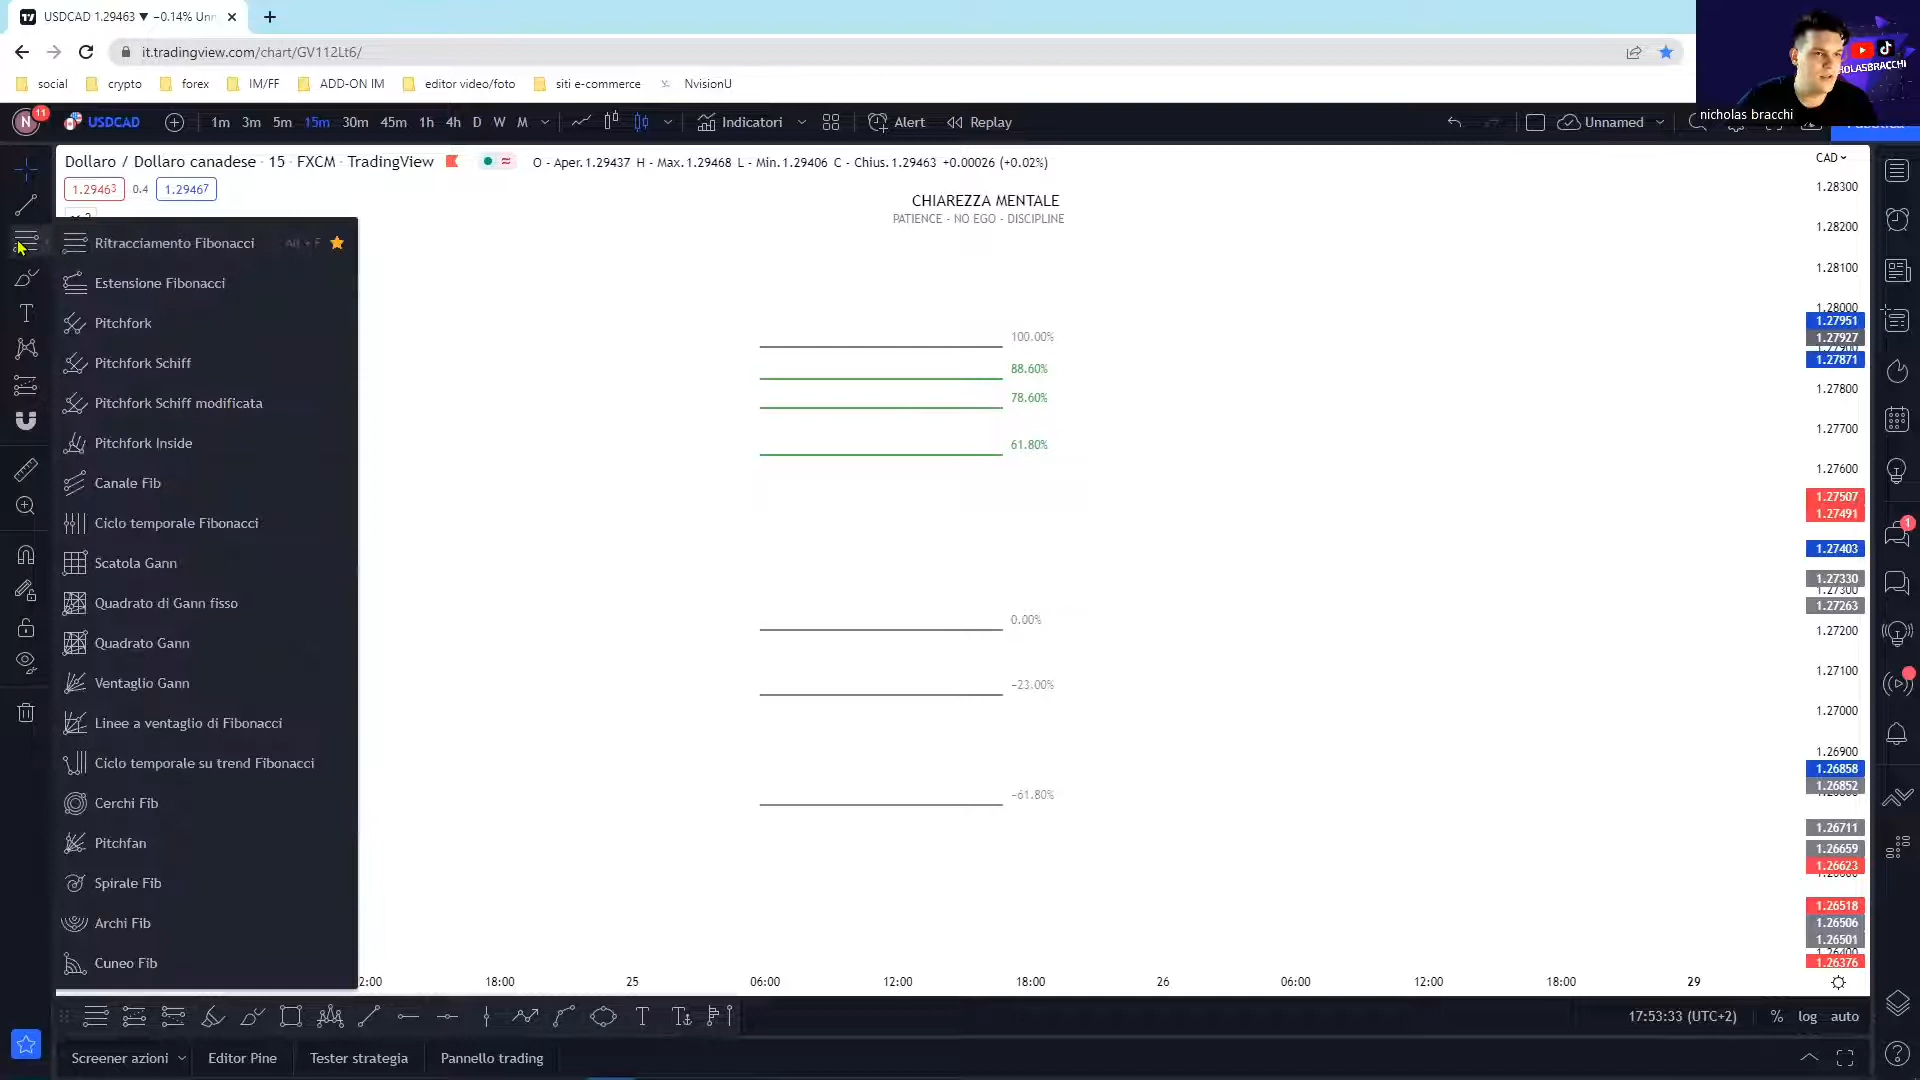 USDCAD 1.29463 ▼ −0.14% Unn
it.tradingview.com/chart/GV112Lt6/
social crypto forex IM/FF ADD-ON IM editor video/foto siti e-commerce NvisionU
HOLASBRACCHI
nicholas bracchi
N 11 USDCAD 1m 3m 5m 15m 30m 45m 1h 4h D W M Indicatori Alert Replay Unnamed
Dollaro / Dollaro canadese · 15 · FXCM · TradingView O - Aper.1.29437 H - Max.1.29468 L - Min.1.29406 C - Chius.1.29463 +0.00026 (+0.02%)
CAD
1.29463 0.4 1.29467
CHIAREZZA MENTALE
PATIENCE - NO EGO - DISCIPLINE
Ritracciamento Fibonacci Alt + F
Estensione Fibonacci
Pitchfork
Pitchfork Schiff
Pitchfork Schiff modificata
Pitchfork Inside
Canale Fib
Ciclo temporale Fibonacci
Scatola Gann
Quadrato di Gann fisso
Quadrato Gann
Ventaglio Gann
Linee a ventaglio di Fibonacci
Ciclo temporale su trend Fibonacci
Cerchi Fib
Pitchfan
Spirale Fib
Archi Fib
Cuneo Fib
100.00%
88.60%
78.60%
61.80%
0.00%
−23.00%
−61.80%
1.28300
1.28200
1.28100
1.28000
1.27951
1.27927
1.27871
1.27800
1.27700
1.27600
1.27507
1.27491
1.27403
1.27330
1.27300
1.27263
1.27200
1.27100
1.27000
1.26900
1.26858
1.26852
1.26711
1.26659
1.26623
1.26518
1.26506
1.26501
1.26376
1
2:00 18:00 25 06:00 12:00 18:00 26 06:00 12:00 18:00 29
17:53:33 (UTC+2) % log auto
Screener azioni Editor Pine Tester strategia Pannello trading